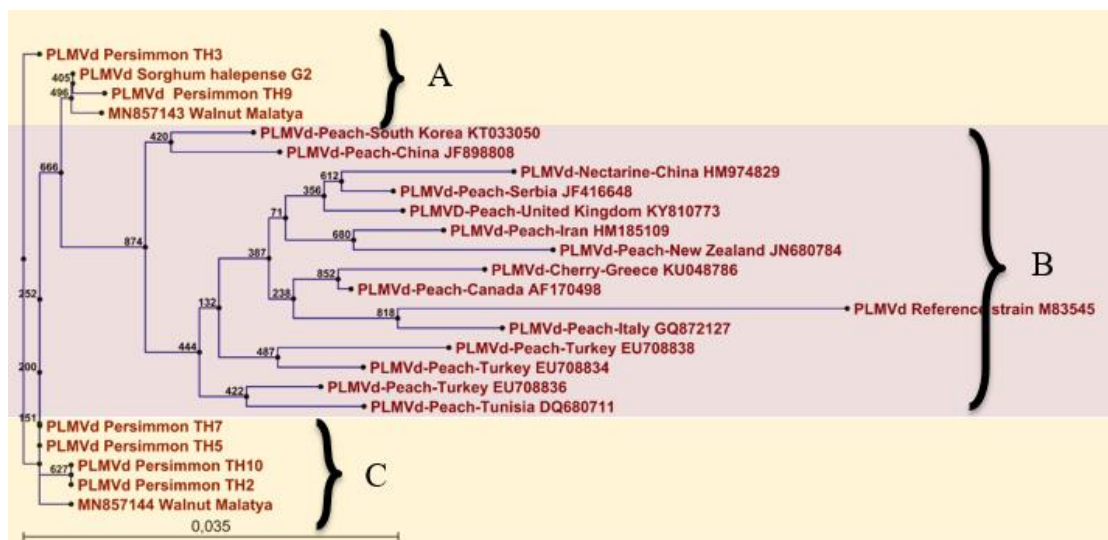 PLMVd Persimmon TH3
405
PLMVd Sorghum halepense G2
496
PLMVd Persimmon TH9
MN857143 Walnut Malatya
A
420
PLMVd-Peach-South Korea KT033050
PLMVd-Peach-China JF898808
666
612
PLMVd-Nectarine-China HM974829
356
PLMVd-Peach-Serbia JF416648
PLMVD-Peach-United Kingdom KY810773
71
PLMVd-Peach-Iran HM185109
874
680
PLMVd-Peach-New Zealand JN680784
387
852
PLMVd-Cherry-Greece KU048786
B
252
132
238
PLMVd-Peach-Canada AF170498
818
PLMVd Reference strain M83545
PLMVd-Peach-Italy GQ872127
444
487
PLMVd-Peach-Turkey EU708838
200
PLMVd-Peach-Turkey EU708834
422
PLMVd-Peach-Turkey EU708836
PLMVd-Peach-Tunisia DQ680711
151
PLMVd Persimmon TH7
PLMVd Persimmon TH5
627
PLMVd Persimmon TH10
PLMVd Persimmon TH2
C
MN857144 Walnut Malatya
0,035